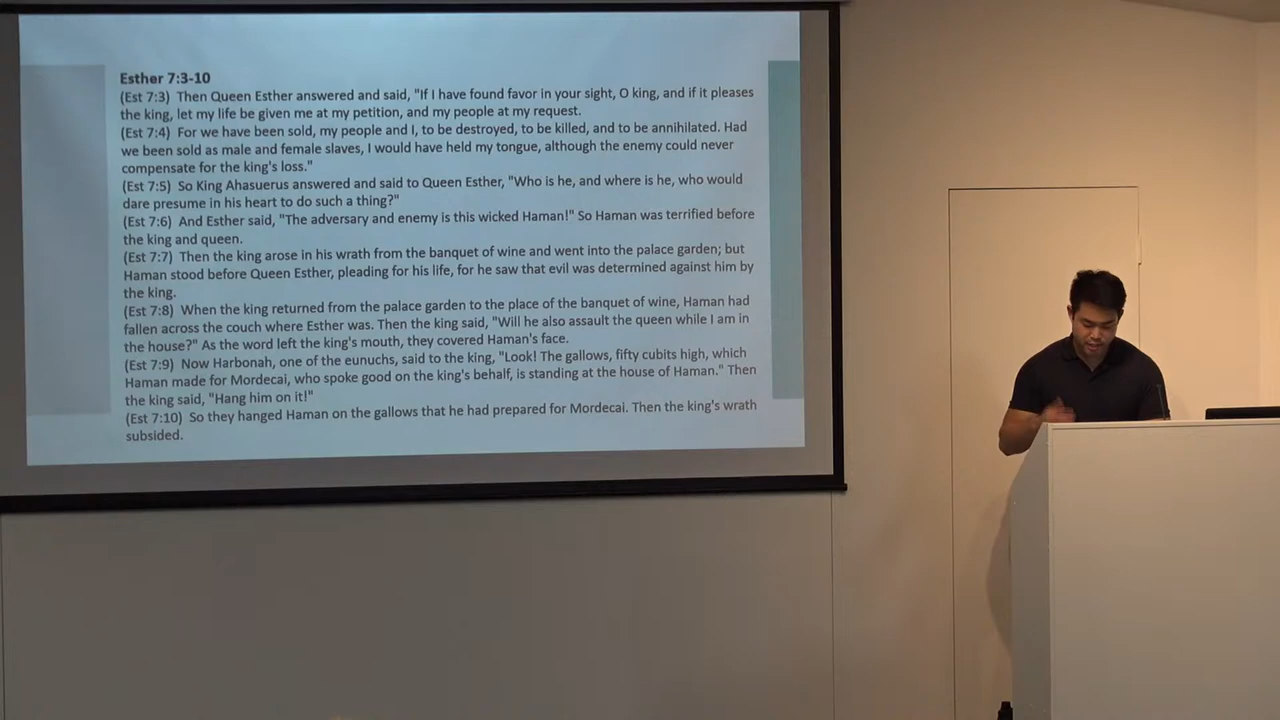 Esther 7:3-10
(Est 7:3) Then Queen Esther answered and said, "If I have found favor in your sight, O king, and if it pleases
the king, let my life be given me at my petition, and my people at my request.
(Est 7:4) For we have been sold, my people and I, to be destroyed, to be killed, and to be annihilated. Had
we been sold as male and female slaves, I would have held my tongue, although the enemy could never
compensate for the king's loss."
(Est 7:5) So King Ahasuerus answered and said to Queen Esther, "Who is he, and where is he, who would
dare presume in his heart to do such a thing?"
(Est 7:6) And Esther said, "The adversary and enemy is this wicked Haman!" So Haman was terrified before
the king and queen.
(Est 7:7) Then the king arose in his wrath from the banquet of wine and went into the palace garden; but
Haman stood before Queen Esther, pleading for his life, for he saw that evil was determined against him by
the king.
(Est 7:8) When the king returned from the palace garden to the place of the banquet of wine, Haman had
fallen across the couch where Esther was. Then the king said, "Will he also assault the queen while I am in
the house?" As the word left the king's mouth, they covered Haman's face.
(Est 7:9) Now Harbonah, one of the eunuchs, said to the king, "Look! The gallows, fifty cubits high, which
Haman made for Mordecai, who spoke good on the king's behalf, is standing at the house of Haman." Then
the king said, "Hang him on it!"
(Est 7:10) So they hanged Haman on the gallows that he had prepared for Mordecai. Then the king's wrath
subsided.